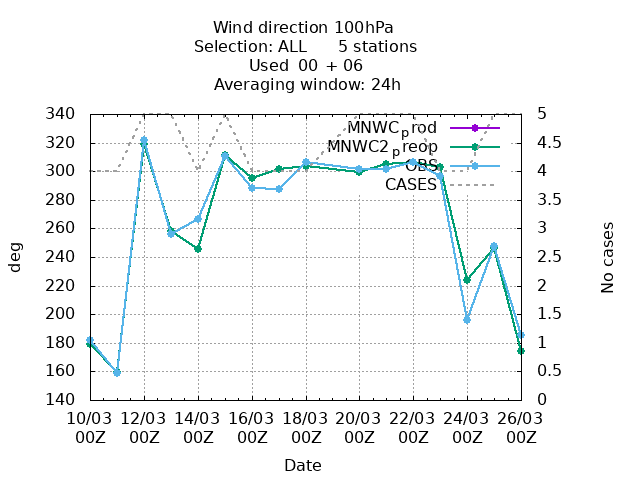 Wind direction 100hPa
Selection: ALL 5 stations
Used 00 + 06
Averaging window: 24h
340 5
320 4.5
300 4
280 3.5
260 3
240 2.5
220 2
200 1.5
180 1
160 0.5
140 0
MNWCprod
MNWC2preop
OBS
CASES
deg
No cases
10/03 12/03 14/03 16/03 18/03 20/03 22/03 24/03 26/03
00Z 00Z 00Z 00Z 00Z 00Z 00Z 00Z 00Z
Date